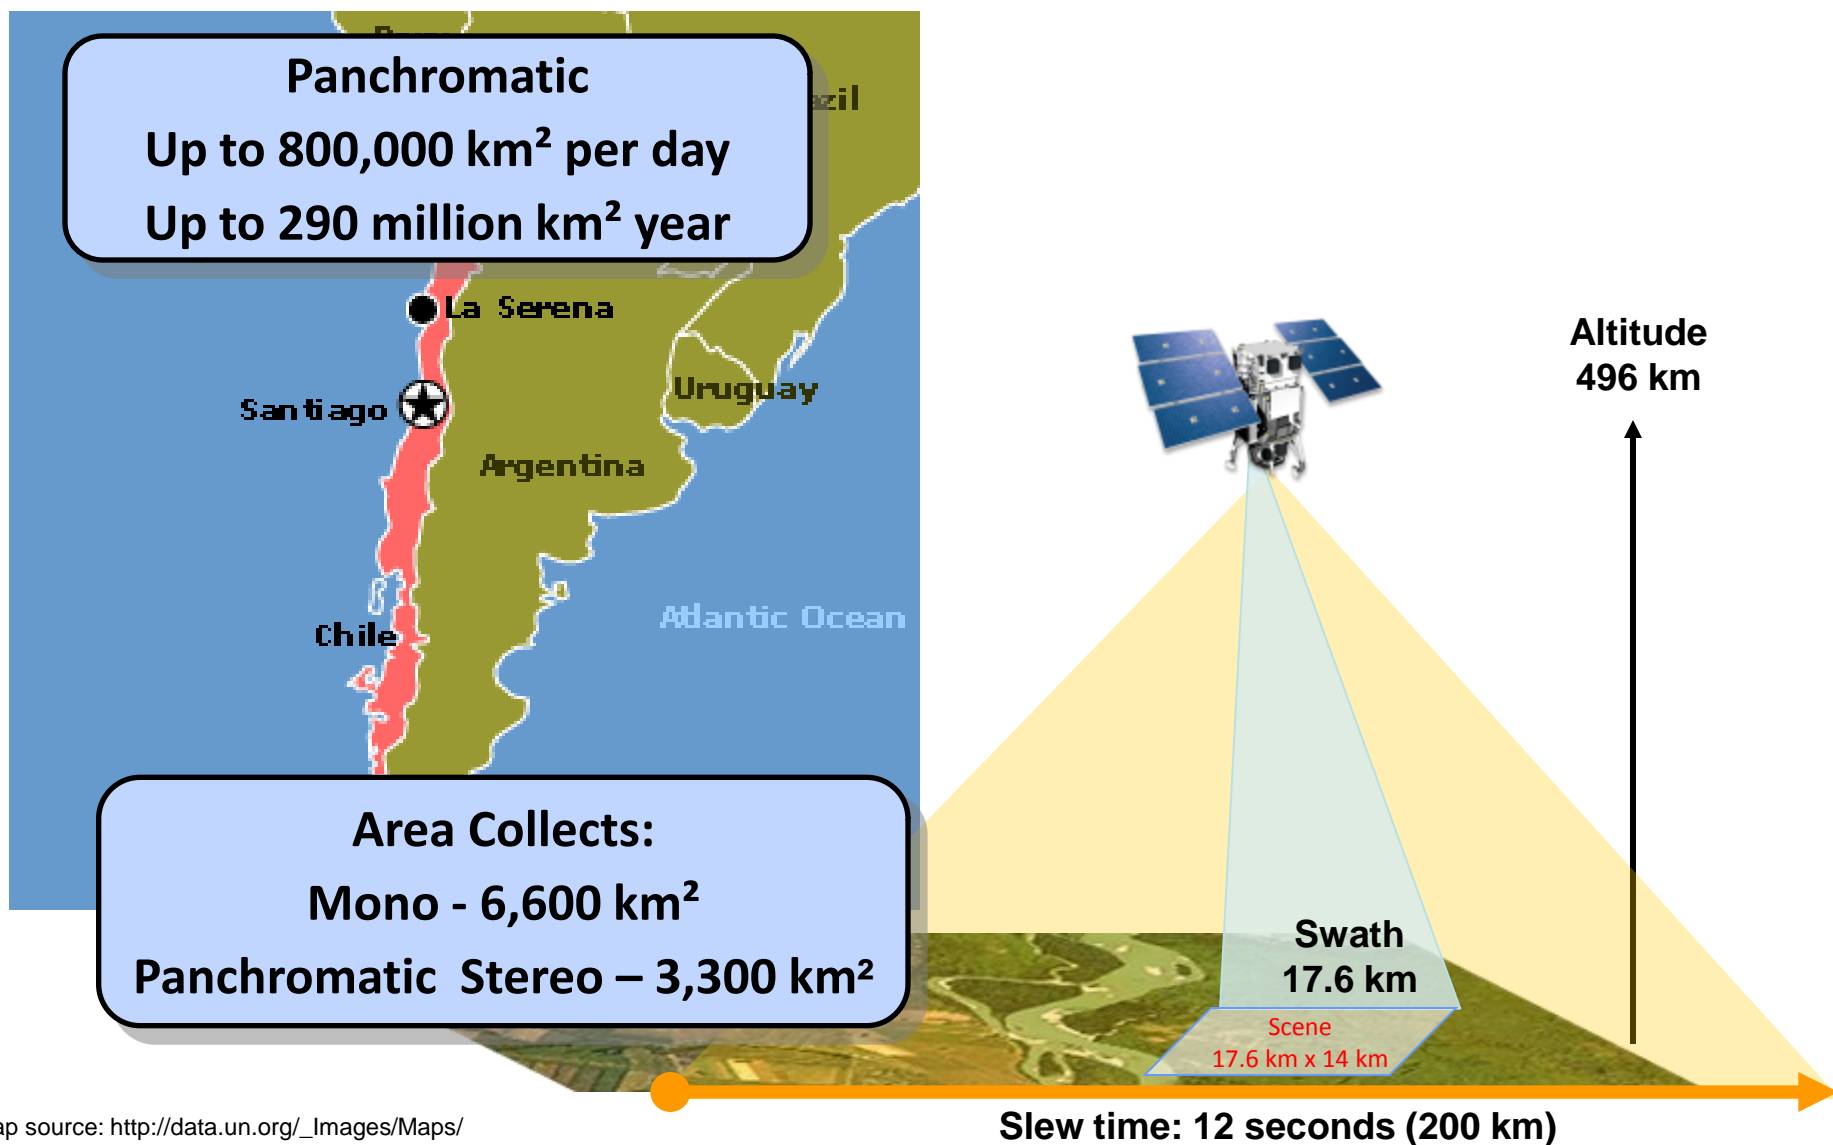 Panchromatic
Up to 800,000 km² per day
Up to 290 million km² year
La Serena
Santiago
Uruguay
Argentina
Atlantic Ocean
Chile
Altitude
496 km
Area Collects:
Mono - 6,600 km²
Panchromatic Stereo – 3,300 km²
Swath
17.6 km
Scene
17.6 km x 14 km
Slew time: 12 seconds (200 km)
ap source: http://data.un.org/_Images/Maps/